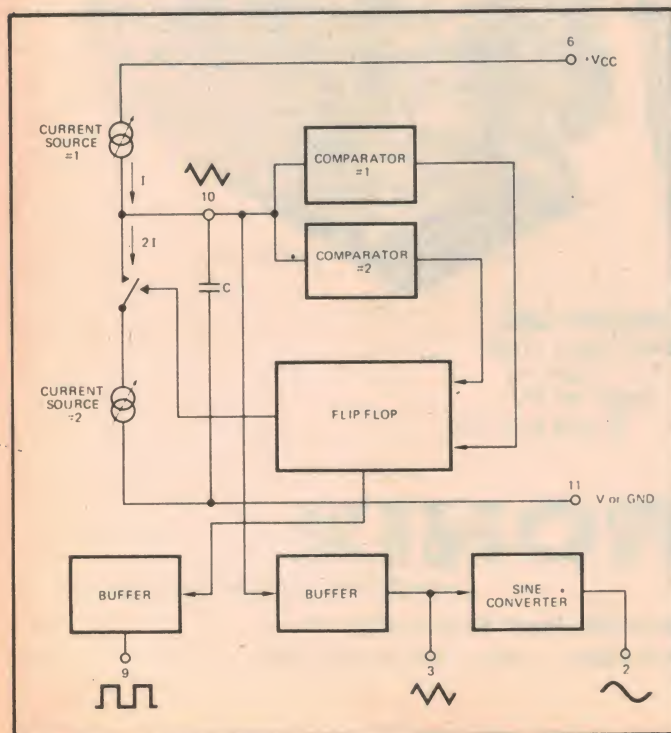 6
+VCC
CURRENT
SOURCE
=1
I
10
COMPARATOR
=1
2I
COMPARATOR
=2
C
CURRENT
SOURCE
=2
FLIP FLOP
11
V or GND
BUFFER
BUFFER
SINE
CONVERTER
9
3
2